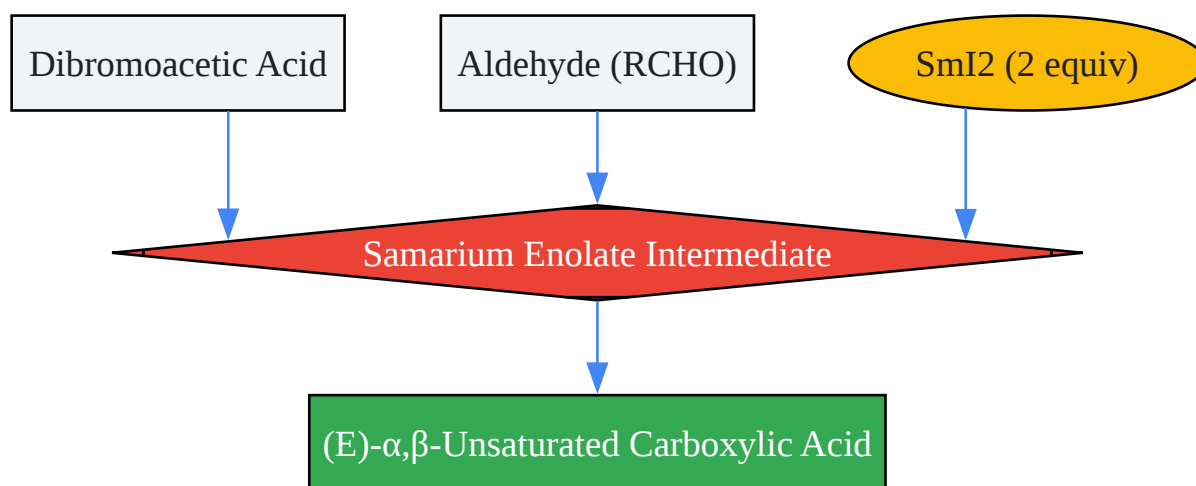 Dibromoacetic Acid
Aldehyde (RCHO)
SmI2 (2 equiv)
Samarium Enolate Intermediate
(E)-α,β-Unsaturated Carboxylic Acid